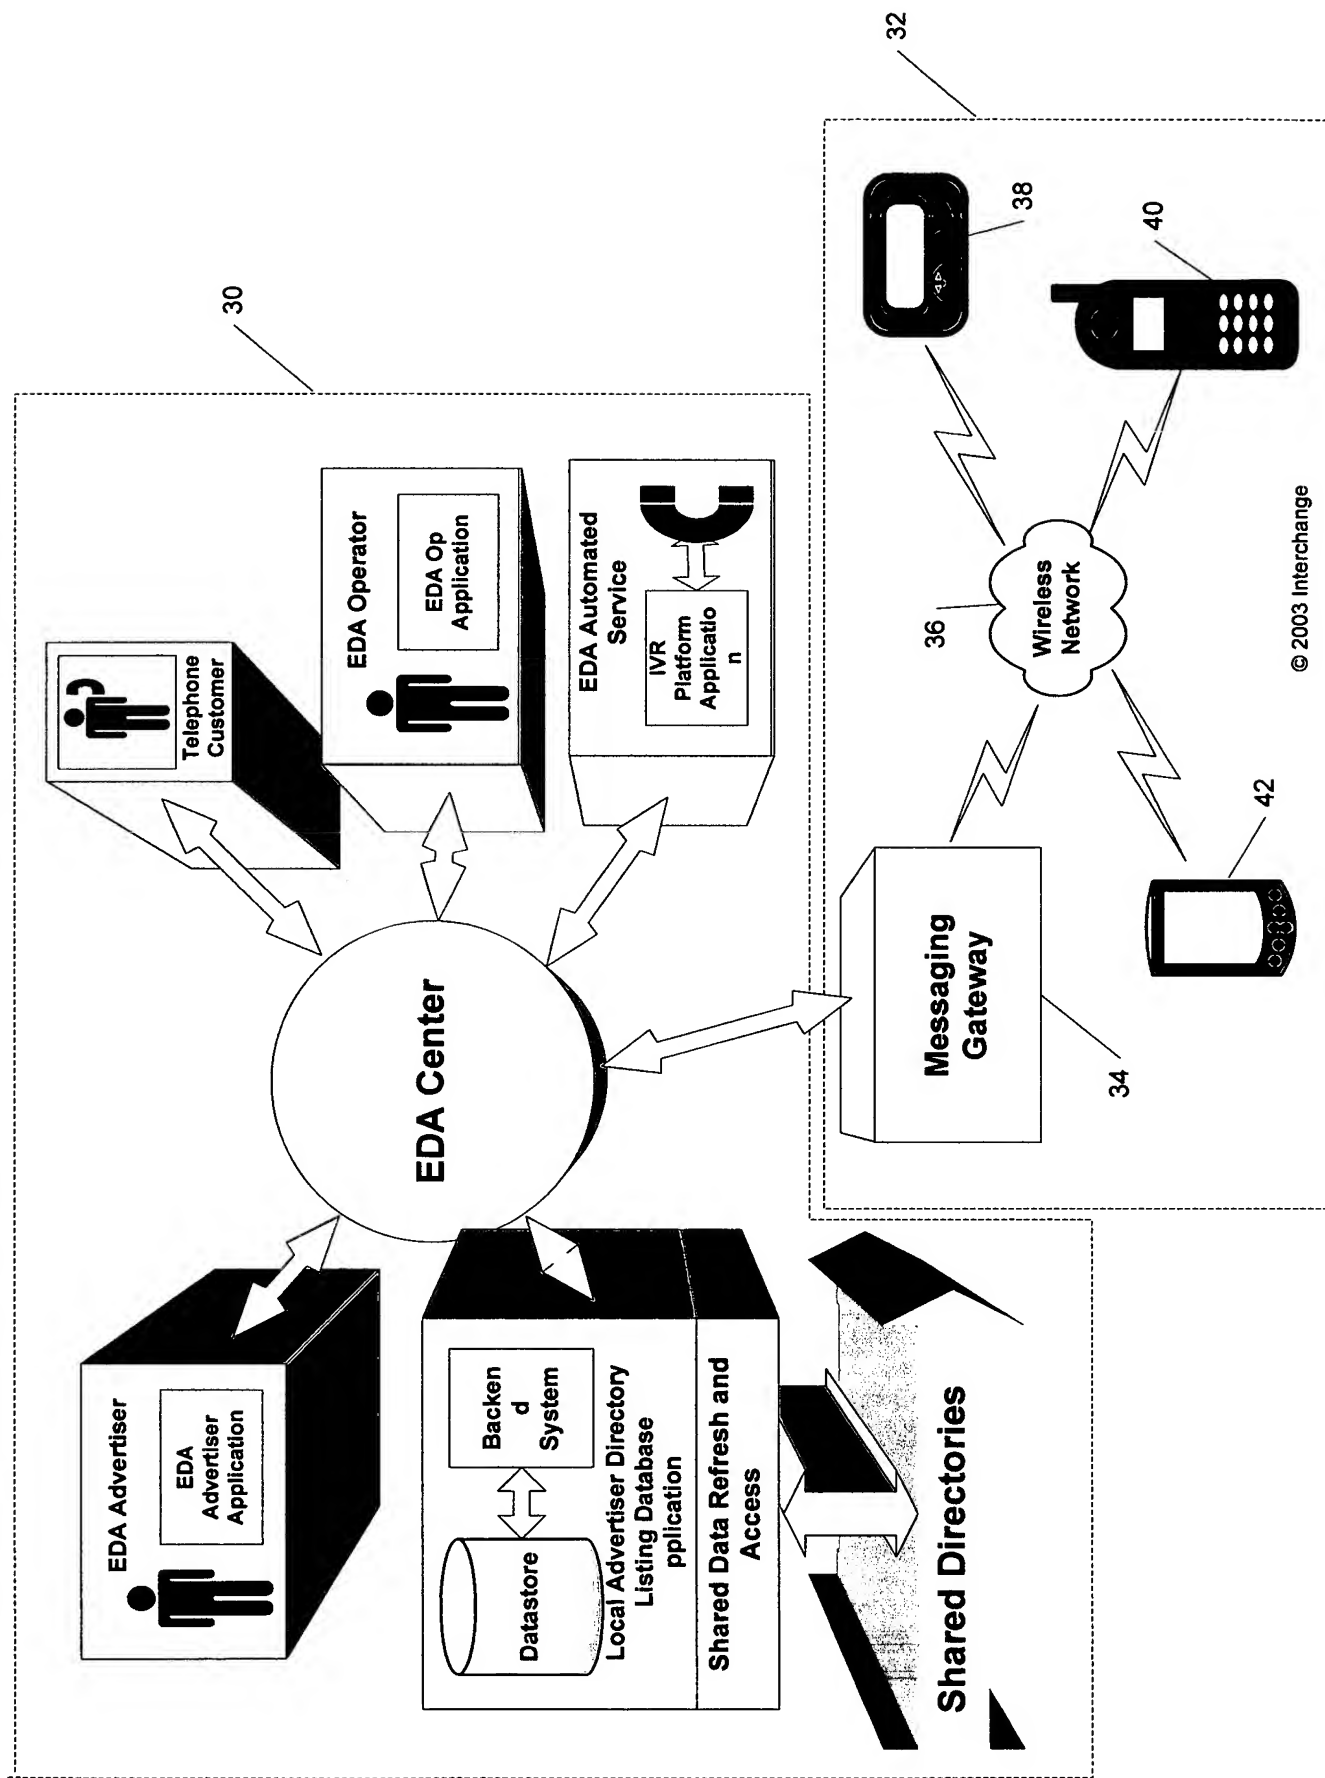 EDA Advertiser
EDA
Advertiser
Application
Telephone
Customer
EDA Center
EDA Operator
EDA Op
Application
30
Datastore
Backen
d
System
Local Advertiser Directory
Listing Database
pplication
Shared Data Refresh and
Access
EDA Automated
Service
IVR
Platform
Applicatio
n
Shared Directories
Messaging
Gateway
34
36
Wireless
Network
38
32
40
42
© 2003 Interchange